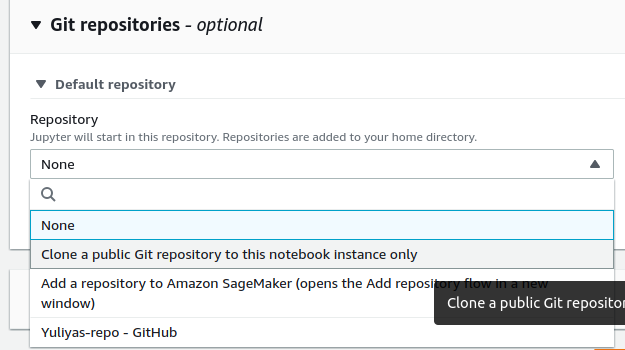 Git repositories - optional
Default repository
Repository
Jupyter will start in this repository. Repositories are added to your home directory.
None
None
Clone a public Git repository to this notebook instance only
Add a repository to Amazon SageMaker (opens the Add repository flow in a new
window)
Clone a public Git repositor
Yuliyas-repo - GitHub